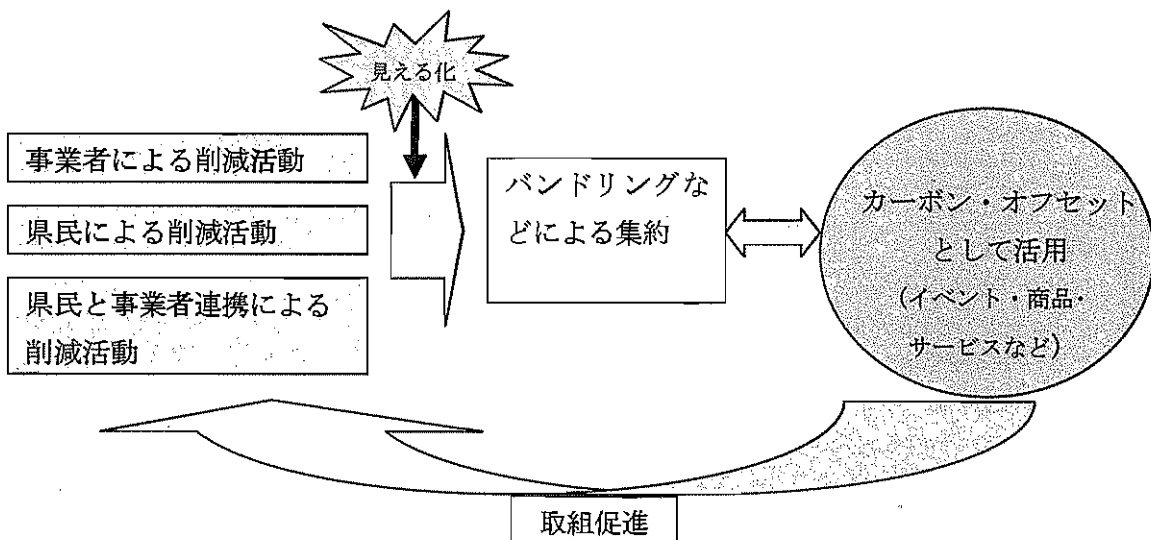 見える化
事業者による削減活動
県民による削減活動
県民と事業者連携による
削減活動
バンドリングな
どによる集約
カーボン・オフセット
として活用
(イベント・商品・
サービスなど)
取組促進